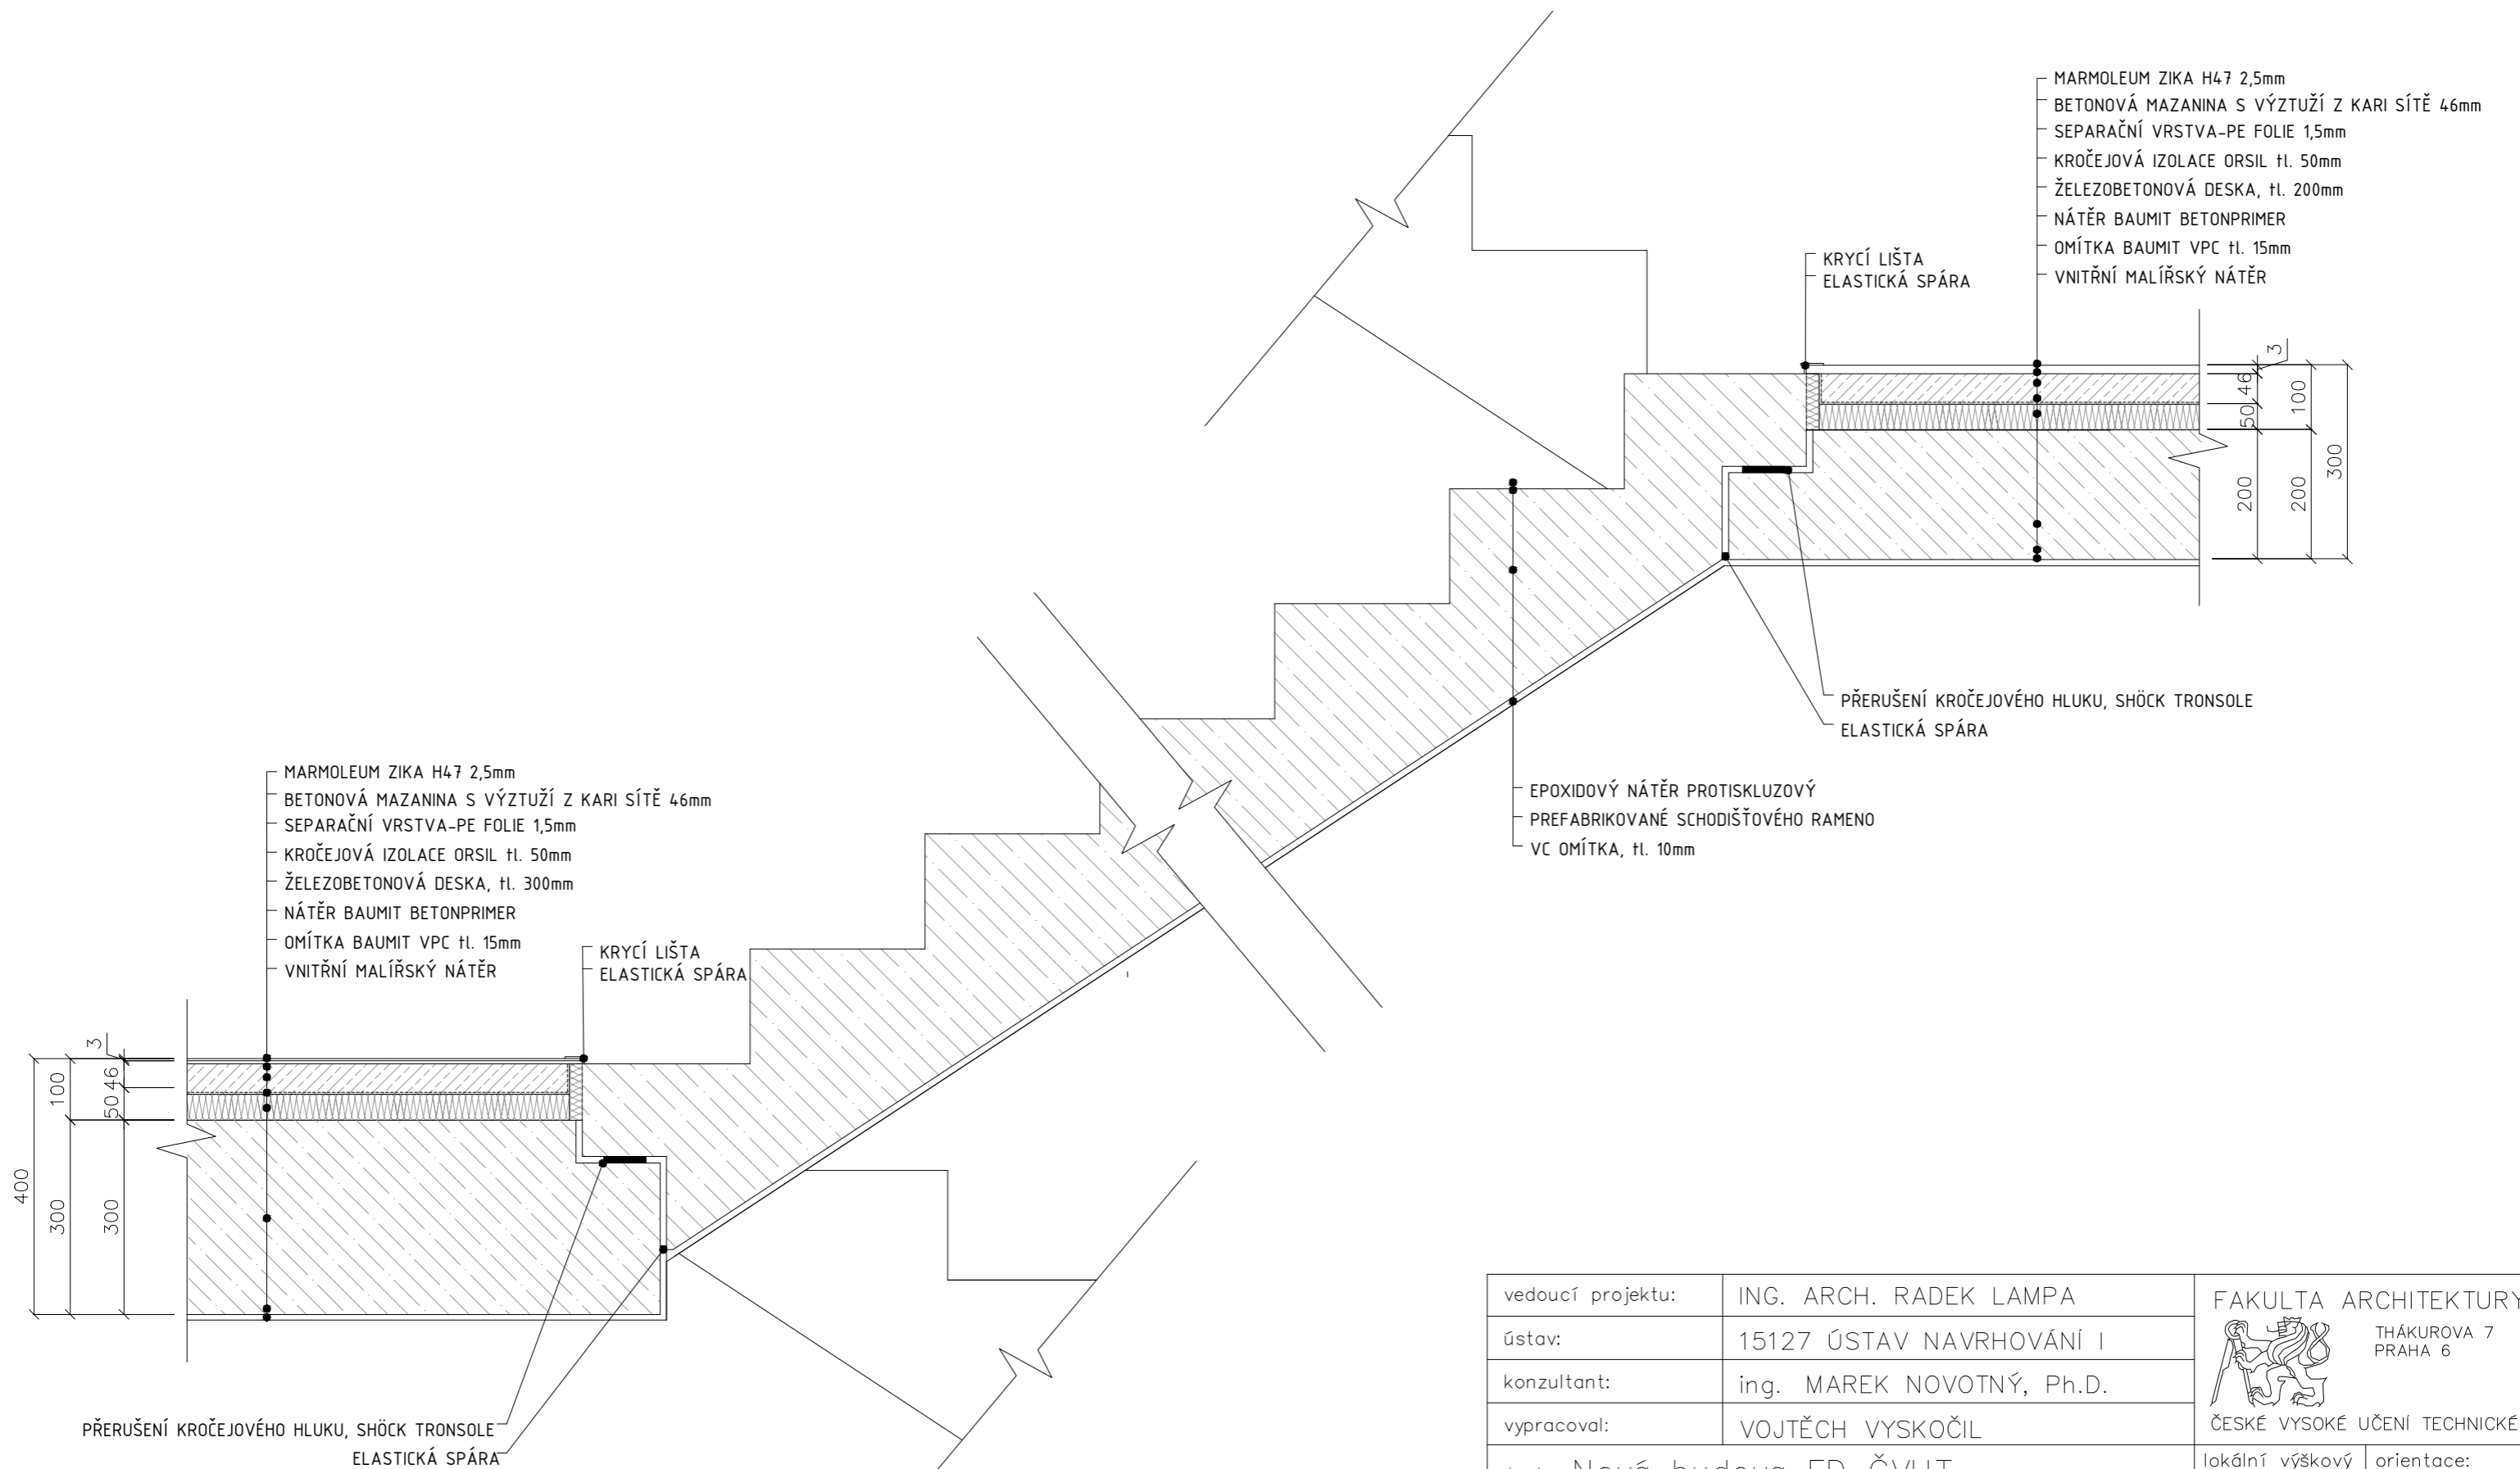 MARMOLEUM ZIKA H47 2,5mm
BETONOVÁ MAZANINA S VÝZTUŽÍ Z KARI SÍTĚ 46mm
SEPARAČNÍ VRSTVA-PE FOLIE 1,5mm
KROČEJOVÁ IZOLACE ORSIL tl. 50mm
ŽELEZOBETONOVÁ DESKA, tl. 200mm
NÁTĚR BAUMIT BETONPRIMER
OMÍTKA BAUMIT VPC tl. 15mm
VNITŘNÍ MALÍŘSKÝ NÁTĚR
KRYCÍ LIŠTA
ELASTICKÁ SPÁRA
3
46
50
100
200
200
300
PŘERUŠENÍ KROČEJOVÉHO HLUKU, SHÖCK TRONSOLE
ELASTICKÁ SPÁRA
EPOXIDOVÝ NÁTĚR PROTISKLUZOVÝ
PREFABRIKOVANÉ SCHODIŠŤOVÉHO RAMENO
VC OMÍTKA, tl. 10mm
MARMOLEUM ZIKA H47 2,5mm
BETONOVÁ MAZANINA S VÝZTUŽÍ Z KARI SÍTĚ 46mm
SEPARAČNÍ VRSTVA-PE FOLIE 1,5mm
KROČEJOVÁ IZOLACE ORSIL tl. 50mm
ŽELEZOBETONOVÁ DESKA, tl. 300mm
NÁTĚR BAUMIT BETONPRIMER
OMÍTKA BAUMIT VPC tl. 15mm
VNITŘNÍ MALÍŘSKÝ NÁTĚR
KRYCÍ LIŠTA
ELASTICKÁ SPÁRA
3
46
50
100
400
300
300
PŘERUŠENÍ KROČEJOVÉHO HLUKU, SHÖCK TRONSOLE
ELASTICKÁ SPÁRA
vedoucí projektu: ING. ARCH. RADEK LAMPA
ústav: 15127 ÚSTAV NAVRHOVÁNÍ I
konzultant: ing. MAREK NOVOTNÝ, Ph.D.
vypracoval: VOJTĚCH VYSKOČIL
FAKULTA ARCHITEKTURY
THÁKUROVA 7
PRAHA 6
ČESKÉ VYSOKÉ UČENÍ TECHNICKÉ
Nová budova FD ČVUT
lokální výškový
orientace: